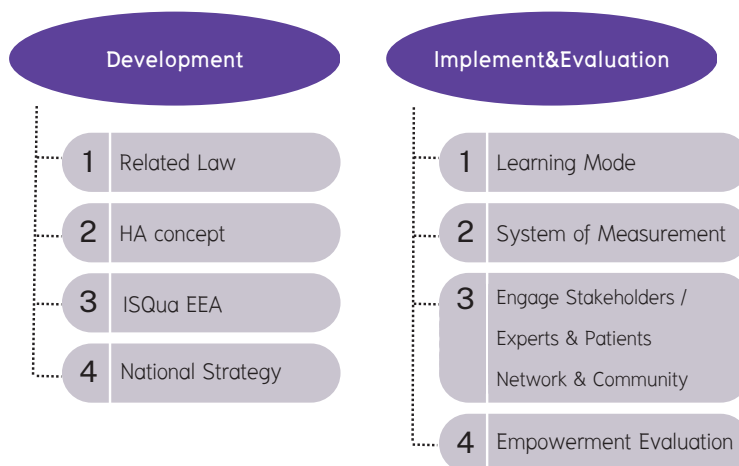 Development
1 Related Law
2 HA concept
3 ISQua EEA
4 National Strategy
Implement&Evaluation
1 Learning Mode
2 System of Measurement
3 Engage Stakeholders /
Experts & Patients
Network & Community
4 Empowerment Evaluation